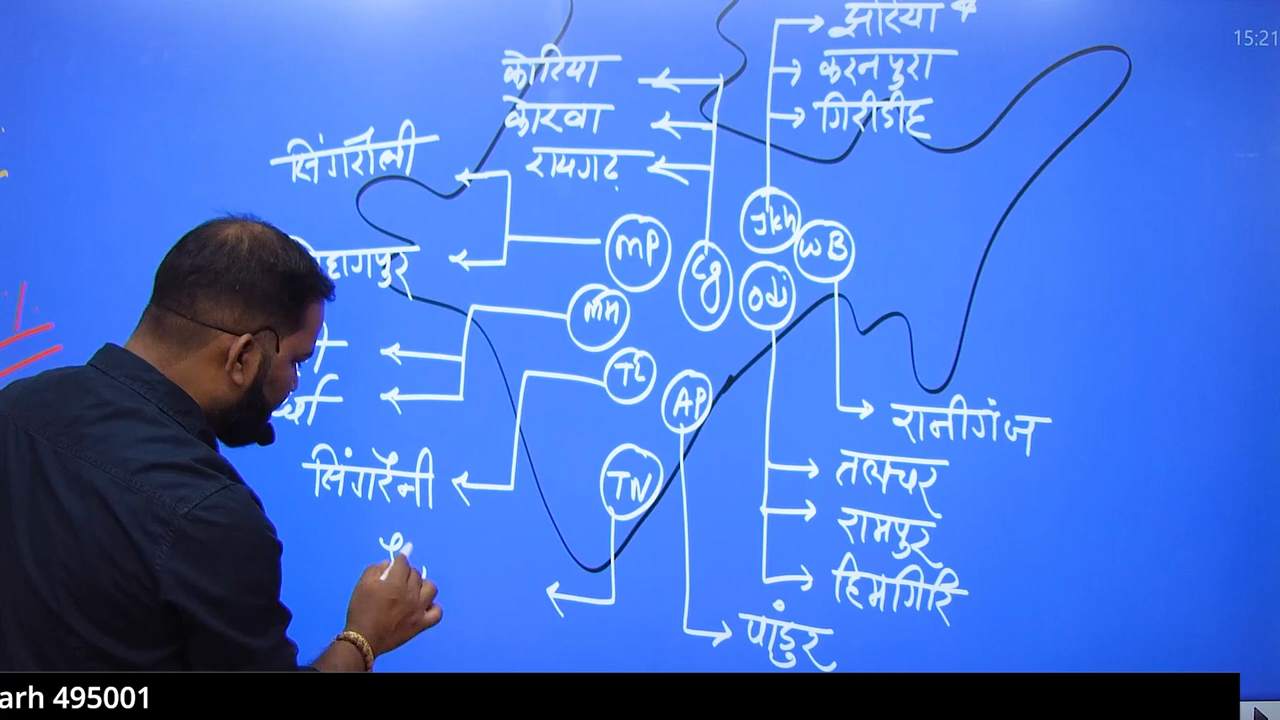 झरिया *
15:21
कोरिया
करनपुरा
कोरबा
गिरीडीह
सिंगरौली
रायगढ़
Jkh
MP
WB
Cg
Odi
MH
TL
AP
रानीगंज
तलचर
सिंगरैनी
TN
रामपुर
हिमगिरि
पांडुर
arh 495001